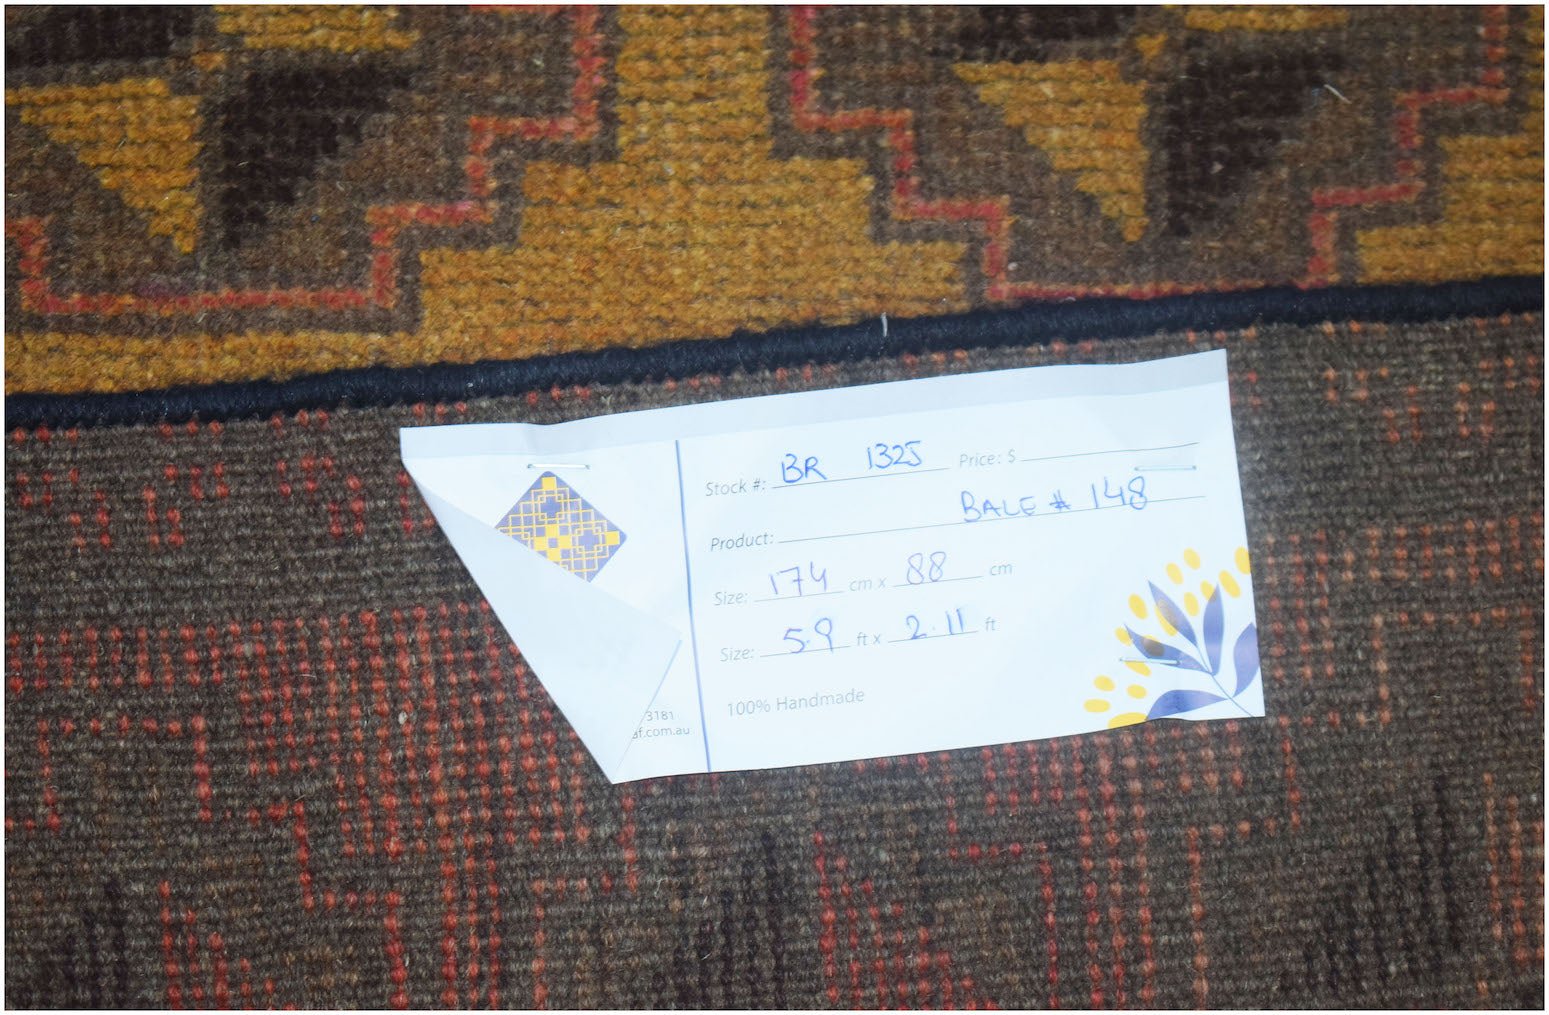 Stock #: BR 1325 Price: $
BALE # 148
Product:
Size: 174 cm x 88 cm
Size: 5.9 ft x 2.11 ft
100% Handmade
3181
af.com.au